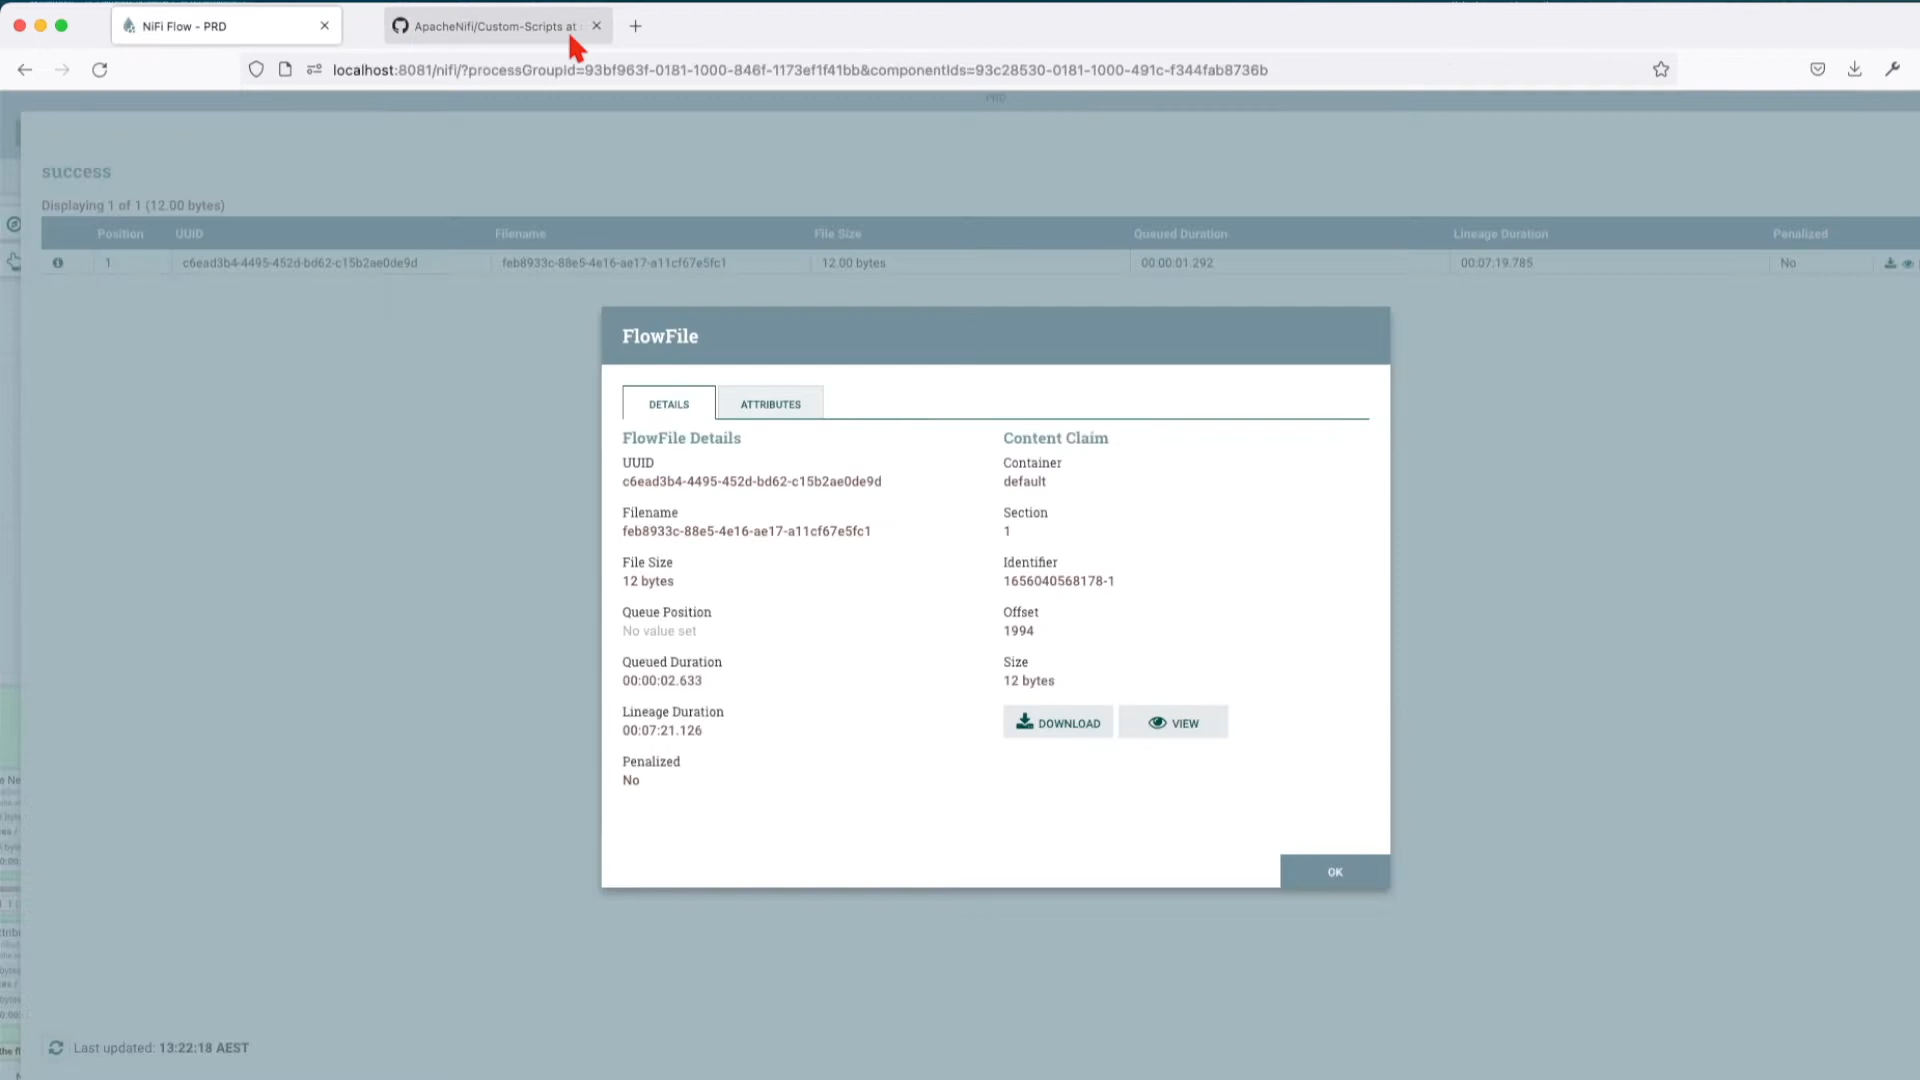 NiFi Flow - PRD
ApacheNifi/Custom-Scripts at
localhost:8081/nifi/?processGroupId=93bf963f-0181-1000-846f-1173ef1f41bb&componentIds=93c28530-0181-1000-491c-f344fab8736b
PRD
success
Displaying 1 of 1 (12.00 bytes)
Position UUID Filename File Size Queued Duration Lineage Duration Penalized
1 c6ead3b4-4495-452d-bd62-c15b2ae0de9d feb8933c-88e5-4e16-ae17-a11cf67e5fc1 12.00 bytes 00:00:01.292 00:07:19.785 No
FlowFile
DETAILS ATTRIBUTES
FlowFile Details
UUID
c6ead3b4-4495-452d-bd62-c15b2ae0de9d
Filename
feb8933c-88e5-4e16-ae17-a11cf67e5fc1
File Size
12 bytes
Queue Position
No value set
Queued Duration
00:00:02.633
Lineage Duration
00:07:21.126
Penalized
No
Content Claim
Container
default
Section
1
Identifier
1656040568178-1
Offset
1994
Size
12 bytes
DOWNLOAD VIEW
OK
Last updated: 13:22:18 AEST